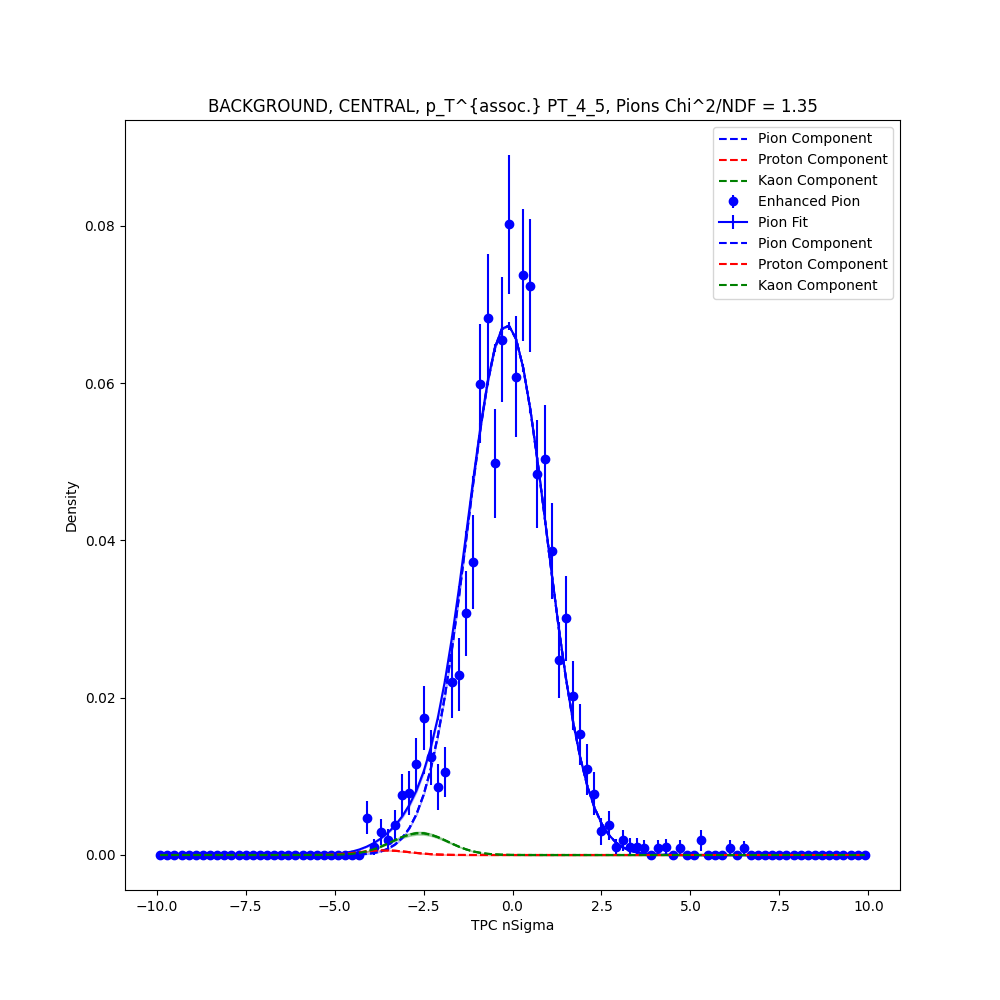 BACKGROUND, CENTRAL, p_T^{assoc.} PT_4_5, Pions Chi^2/NDF = 1.35
Pion Component
Proton Component
Kaon Component
Enhanced Pion
Pion Fit
Pion Component
Proton Component
Kaon Component
0.08
0.06
0.04
0.02
0.00
Density
−10.0 −7.5 −5.0 −2.5 0.0 2.5 5.0 7.5 10.0
TPC nSigma